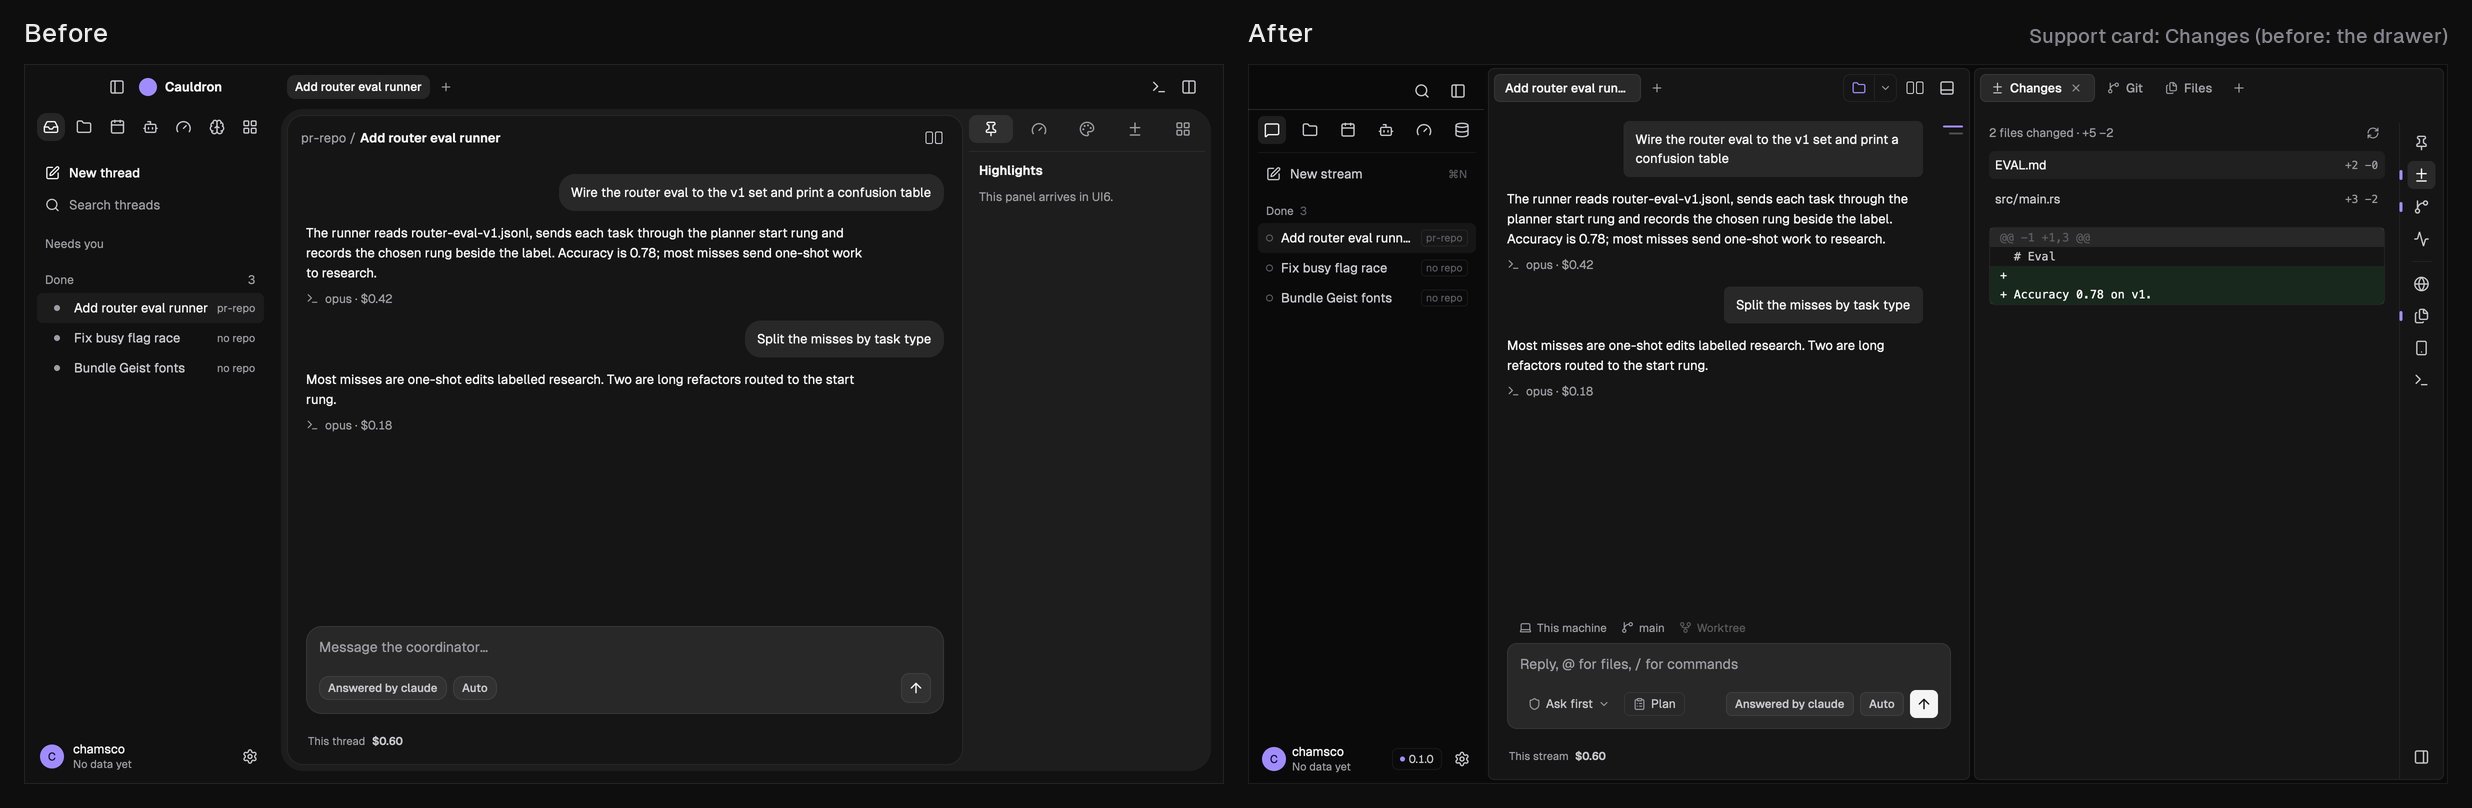 Before
Cauldron
Add router eval runner
New thread
Search threads
Needs you
Done 3
Add router eval runner pr-repo
Fix busy flag race no repo
Bundle Geist fonts no repo
C
chamsco
No data yet
pr-repo / Add router eval runner
Wire the router eval to the v1 set and print a confusion table
The runner reads router-eval-v1.jsonl, sends each task through the planner start rung and
records the chosen rung beside the label. Accuracy is 0.78; most misses send one-shot work
to research.
opus · $0.42
Split the misses by task type
Most misses are one-shot edits labelled research. Two are long refactors routed to the start
rung.
opus · $0.18
Message the coordinator...
Answered by claude Auto
This thread $0.60
Highlights
This panel arrives in UI6.
After
Support card: Changes (before: the drawer)
New stream ⌘N
Done 3
Add router eval runn... pr-repo
Fix busy flag race no repo
Bundle Geist fonts no repo
C
chamsco
No data yet
0.1.0
Add router eval run...
Wire the router eval to the v1 set and print a
confusion table
The runner reads router-eval-v1.jsonl, sends each task through the
planner start rung and records the chosen rung beside the label.
Accuracy is 0.78; most misses send one-shot work to research.
opus · $0.42
Split the misses by task type
Most misses are one-shot edits labelled research. Two are long
refactors routed to the start rung.
opus · $0.18
This machine main Worktree
Reply, @ for files, / for commands
Ask first Plan Answered by claude Auto
This stream $0.60
Changes Git Files
2 files changed · +5 −2
EVAL.md +2 −0
src/main.rs +3 −2
@@ −1 +1,3 @@
# Eval
+
+ Accuracy 0.78 on v1.